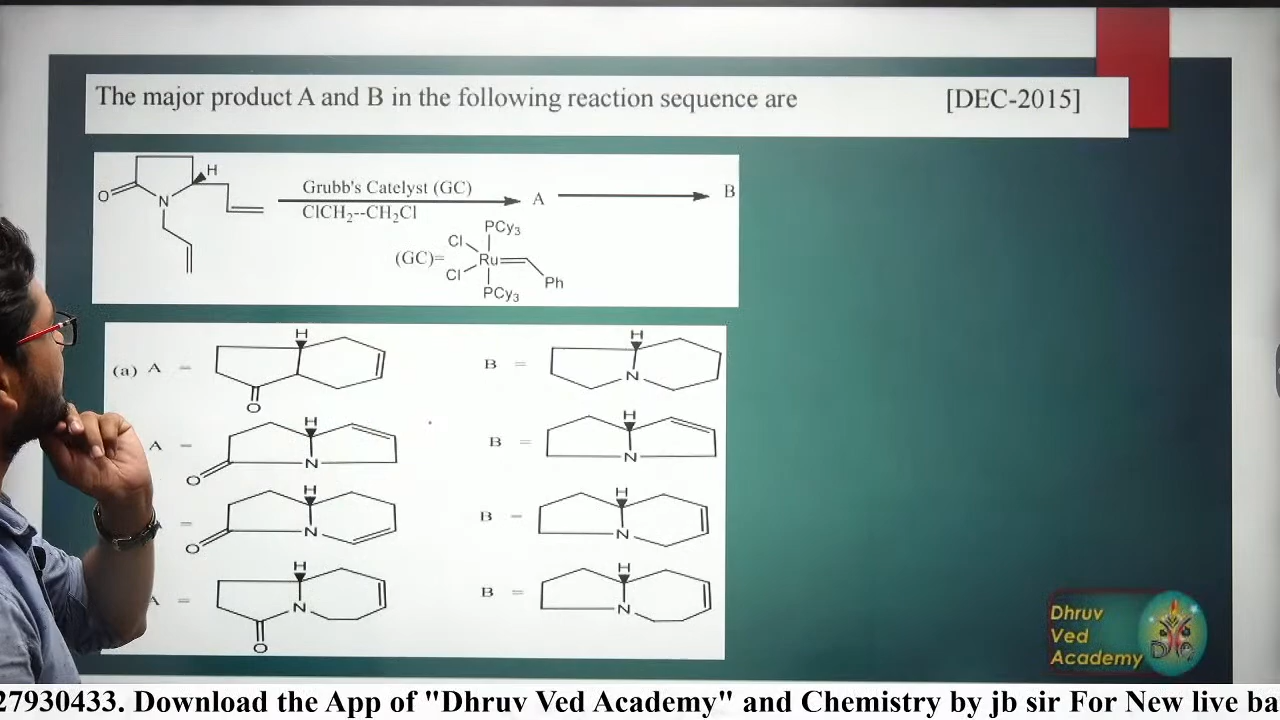 The major product A and B in the following reaction sequence are [DEC-2015]
H
O
N
Grubb's Catelyst (GC)
ClCH2--CH2Cl
A
B
(GC)=
PCy3
Cl
Ru
Cl
Ph
PCy3
(a) A =
H
O
B =
H
N
A =
H
N
O
B =
H
N
=
H
N
O
B =
H
N
A =
H
N
O
B =
H
N
Dhruv
Ved
Academy
27930433. Download the App of "Dhruv Ved Academy" and Chemistry by jb sir For New live ba